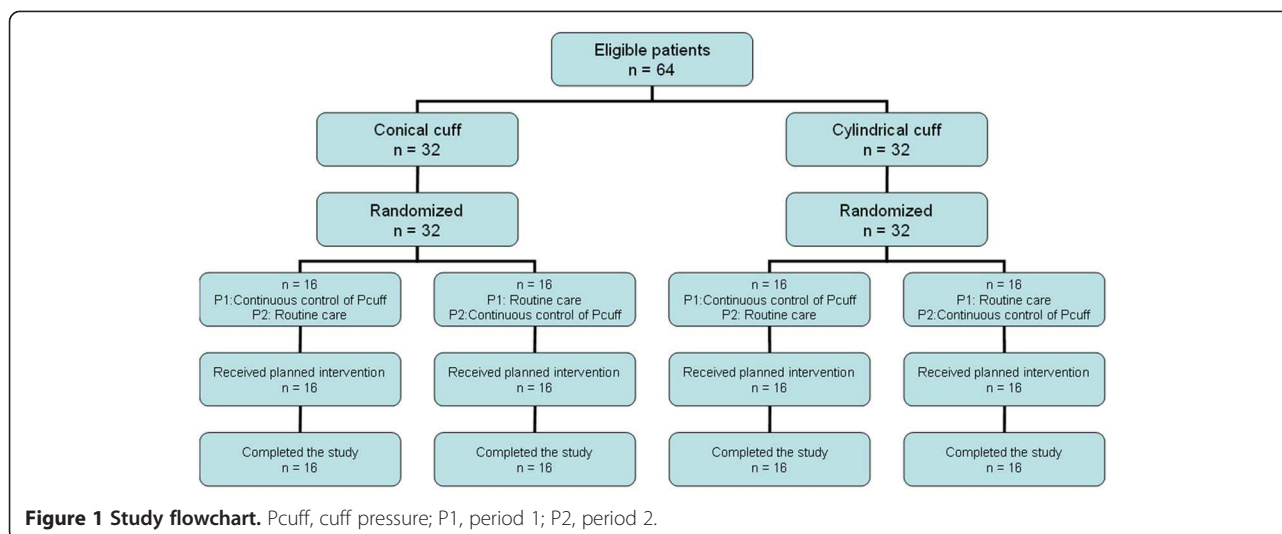 Eligible patients
n = 64
Conical cuff
n = 32
Cylindrical cuff
n = 32
Randomized
n = 32
Randomized
n = 32
n = 16
P1:Continuous control of Pcuff
P2: Routine care
n = 16
P1: Routine care
P2:Continuous control of Pcuff
n = 16
P1:Continuous control of Pcuff
P2: Routine care
n = 16
P1: Routine care
P2:Continuous control of Pcuff
Received planned intervention
n = 16
Received planned intervention
n = 16
Received planned intervention
n = 16
Received planned intervention
n = 16
Completed the study
n = 16
Completed the study
n = 16
Completed the study
n = 16
Completed the study
n = 16
Figure 1 Study flowchart. Pcuff, cuff pressure; P1, period 1; P2, period 2.